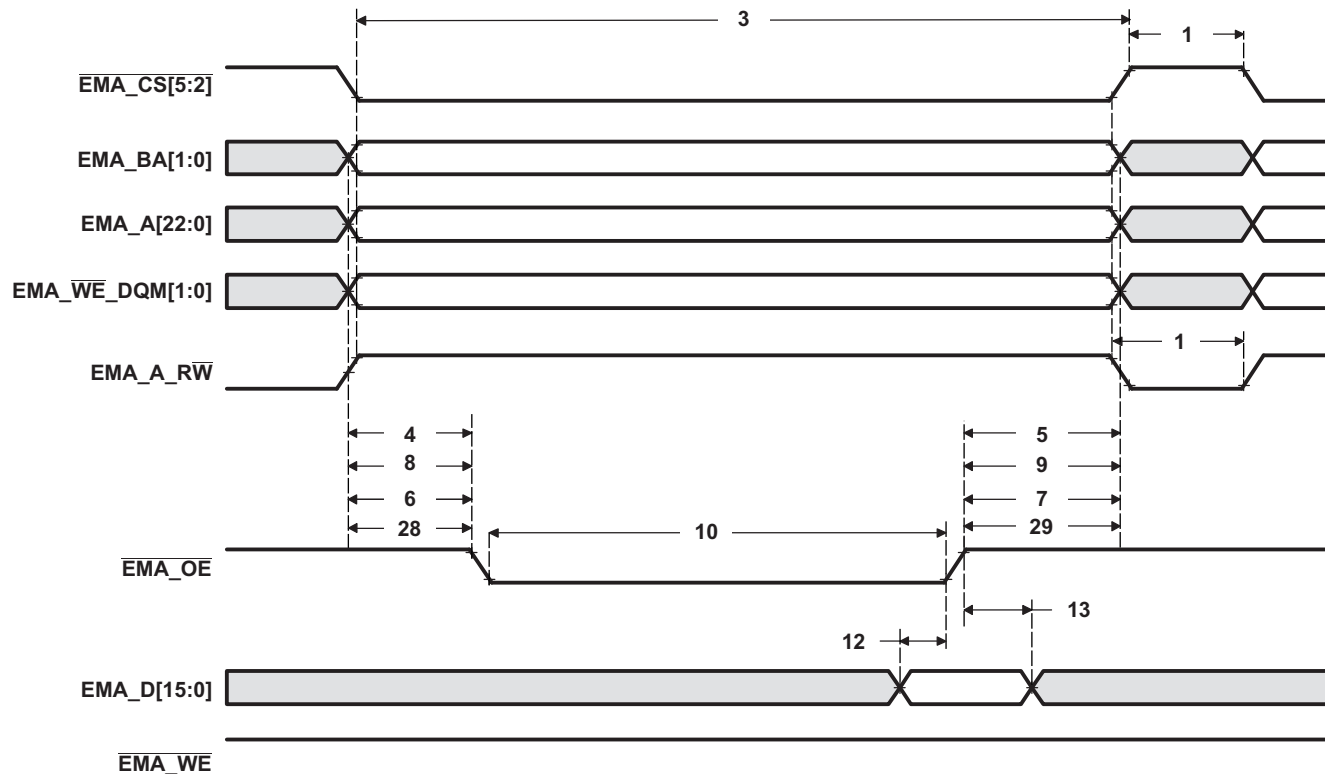 3
1
EMA_CS[5:2]
EMA_BA[1:0]
EMA_A[22:0]
EMA_WE_DQM[1:0]
1
EMA_A_RW
4
5
8
9
6
7
28
29
10
EMA_OE
13
12
EMA_D[15:0]
EMA_WE